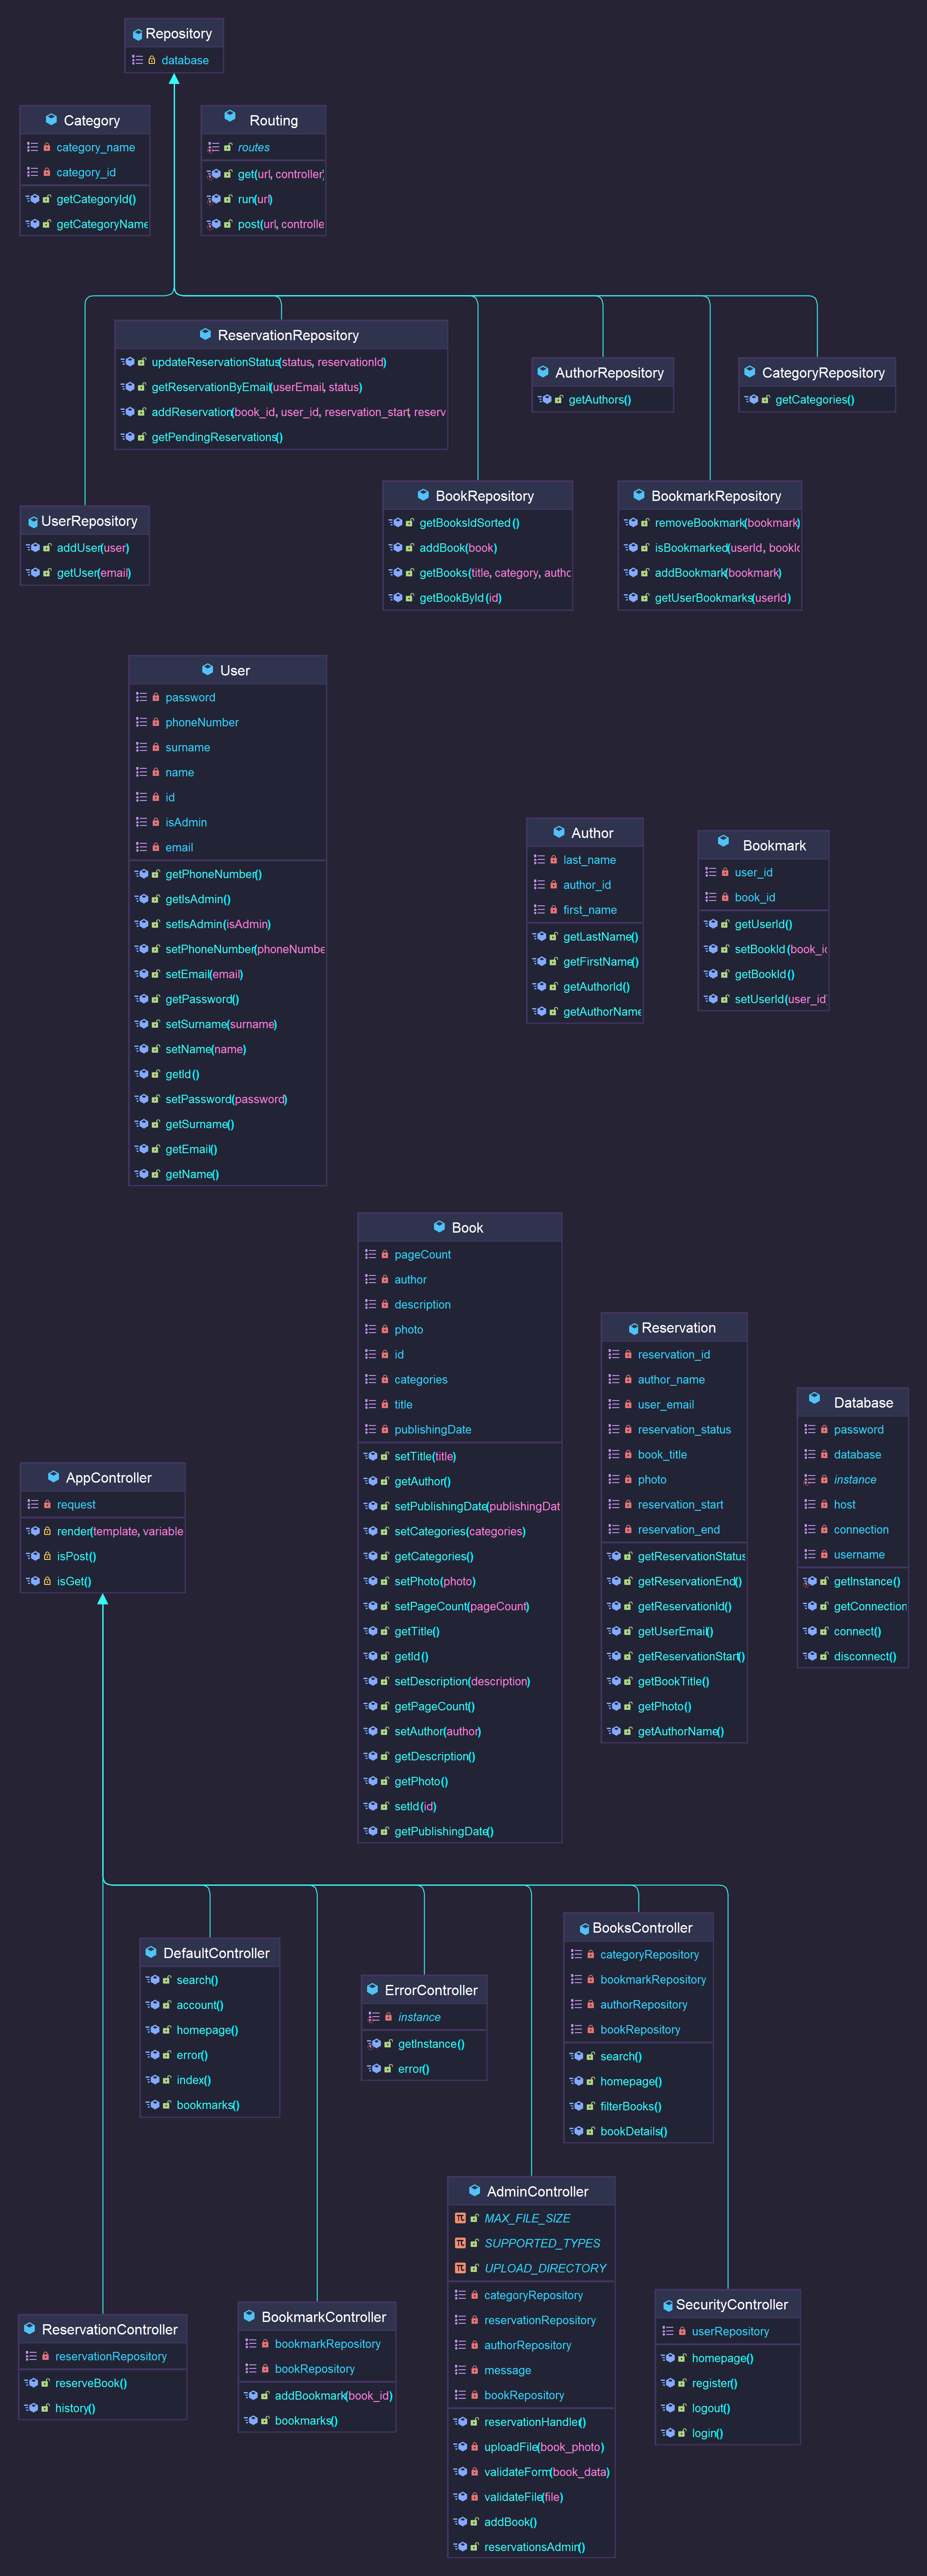 Repository
database
Category
category_name
category_id
getCategoryId()
getCategoryName
Routing
routes
get(url, controller)
run(url)
post(url, controlle
ReservationRepository
updateReservationStatus(status, reservationId)
getReservationByEmail(userEmail, status)
addReservation(book_id, user_id, reservation_start, reserv
getPendingReservations()
AuthorRepository
getAuthors()
CategoryRepository
getCategories()
UserRepository
addUser(user)
getUser(email)
BookRepository
getBooksIdSorted()
addBook(book)
getBooks(title, category, autho
getBookById(id)
BookmarkRepository
removeBookmark(bookmark)
isBookmarked(userId, bookId
addBookmark(bookmark)
getUserBookmarks(userId)
User
password
phoneNumber
surname
name
id
isAdmin
email
getPhoneNumber()
getIsAdmin()
setIsAdmin(isAdmin)
setPhoneNumber(phoneNumbe
setEmail(email)
getPassword()
setSurname(surname)
setName(name)
getId()
setPassword(password)
getSurname()
getEmail()
getName()
Author
last_name
author_id
first_name
getLastName()
getFirstName()
getAuthorId()
getAuthorName
Bookmark
user_id
book_id
getUserId()
setBookId(book_id
getBookId()
setUserId(user_id)
Book
pageCount
author
description
photo
id
categories
title
publishingDate
setTitle(title)
getAuthor()
setPublishingDate(publishingDat
setCategories(categories)
getCategories()
setPhoto(photo)
setPageCount(pageCount)
getTitle()
getId()
setDescription(description)
getPageCount()
setAuthor(author)
getDescription()
getPhoto()
setId(id)
getPublishingDate()
Reservation
reservation_id
author_name
user_email
reservation_status
book_title
photo
reservation_start
reservation_end
getReservationStatus
getReservationEnd()
getReservationId()
getUserEmail()
getReservationStart()
getBookTitle()
getPhoto()
getAuthorName()
Database
password
database
instance
host
connection
username
getInstance()
getConnection
connect()
disconnect()
AppController
request
render(template, variable
isPost()
isGet()
DefaultController
search()
account()
homepage()
error()
index()
bookmarks()
ErrorController
instance
getInstance()
error()
BooksController
categoryRepository
bookmarkRepository
authorRepository
bookRepository
search()
homepage()
filterBooks()
bookDetails()
AdminController
MAX_FILE_SIZE
SUPPORTED_TYPES
UPLOAD_DIRECTORY
categoryRepository
reservationRepository
authorRepository
message
bookRepository
reservationHandler()
uploadFile(book_photo)
validateForm(book_data)
validateFile(file)
addBook()
reservationsAdmin()
ReservationController
reservationRepository
reserveBook()
history()
BookmarkController
bookmarkRepository
bookRepository
addBookmark(book_id)
bookmarks()
SecurityController
userRepository
homepage()
register()
logout()
login()